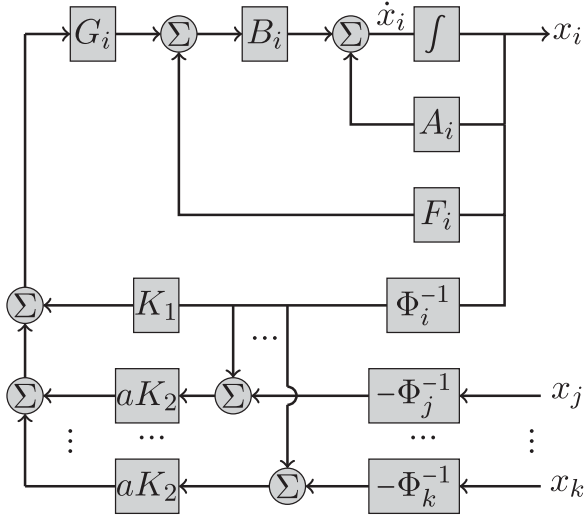 G_i Σ B_i Σ ẋ_i ∫ x_i
A_i
F_i
Σ K_1 Φ_i^{-1}
...
Σ aK_2 Σ -Φ_j^{-1} x_j
⋮ ... ... ⋮
aK_2 Σ -Φ_k^{-1} x_k